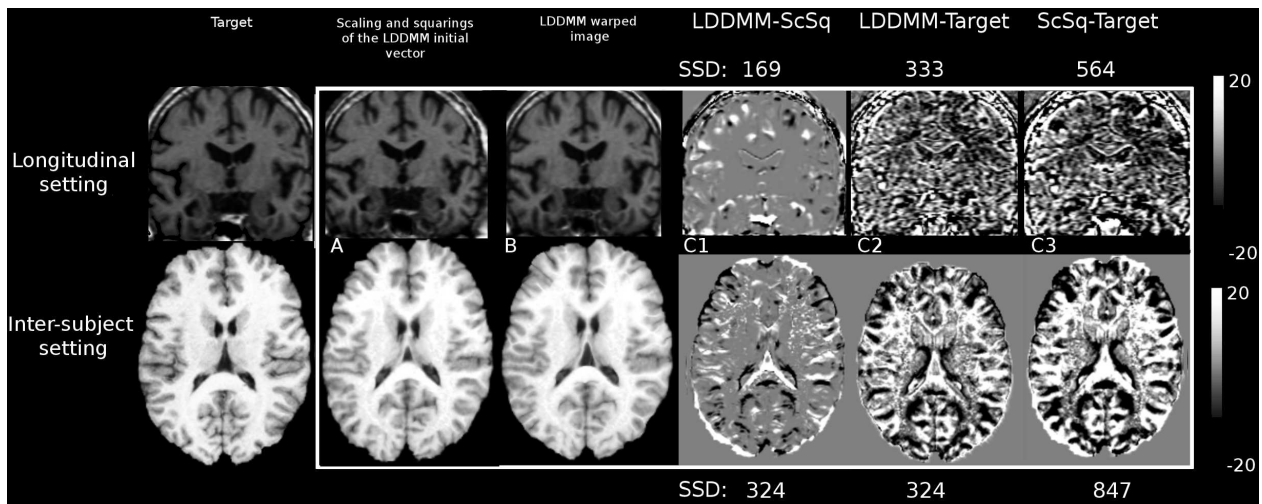 Target
Scaling and squarings
of the LDDMM initial
vector
LDDMM warped
image
LDDMM-ScSq
LDDMM-Target
ScSq-Target
SSD: 169 333 564
20
Longitudinal
setting
-20
A B C1 C2 C3
20
Inter-subject
setting
-20
SSD: 324 324 847